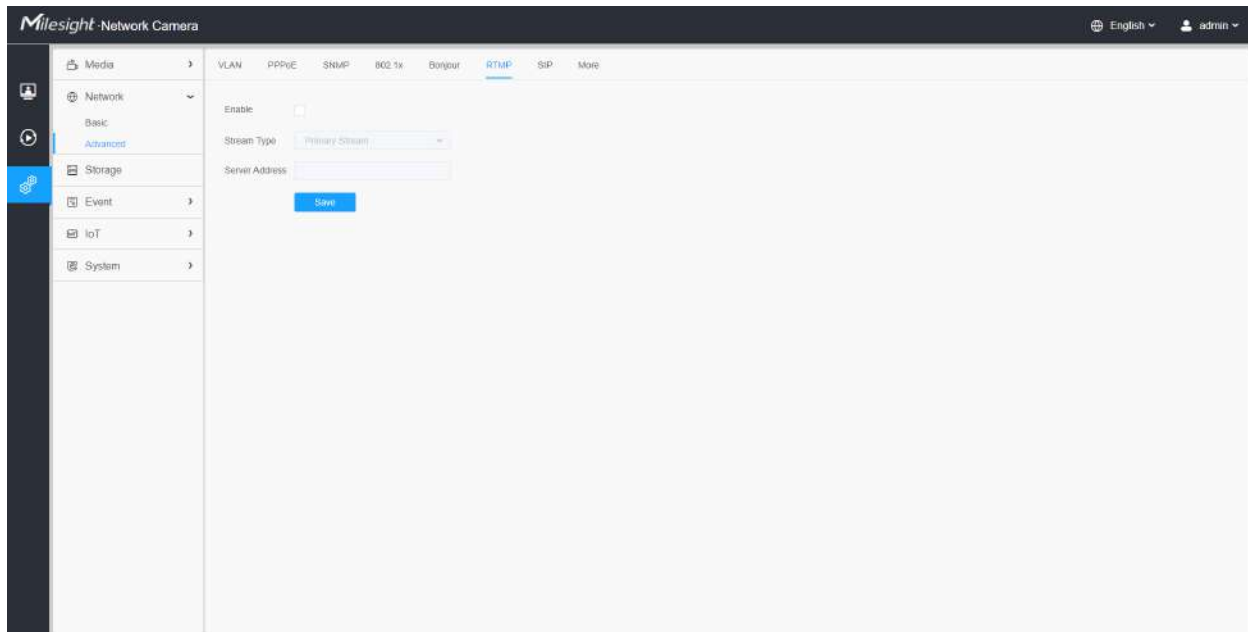 Milesight-Network Camera
English
admin
Media
Network
Basic
Advanced
Storage
Event
IoT
System
VLAN PPPoE SNMP 802.1x Bonjour RTMP SIP More
Enable
Stream Type Primary Stream
Server Address
Save